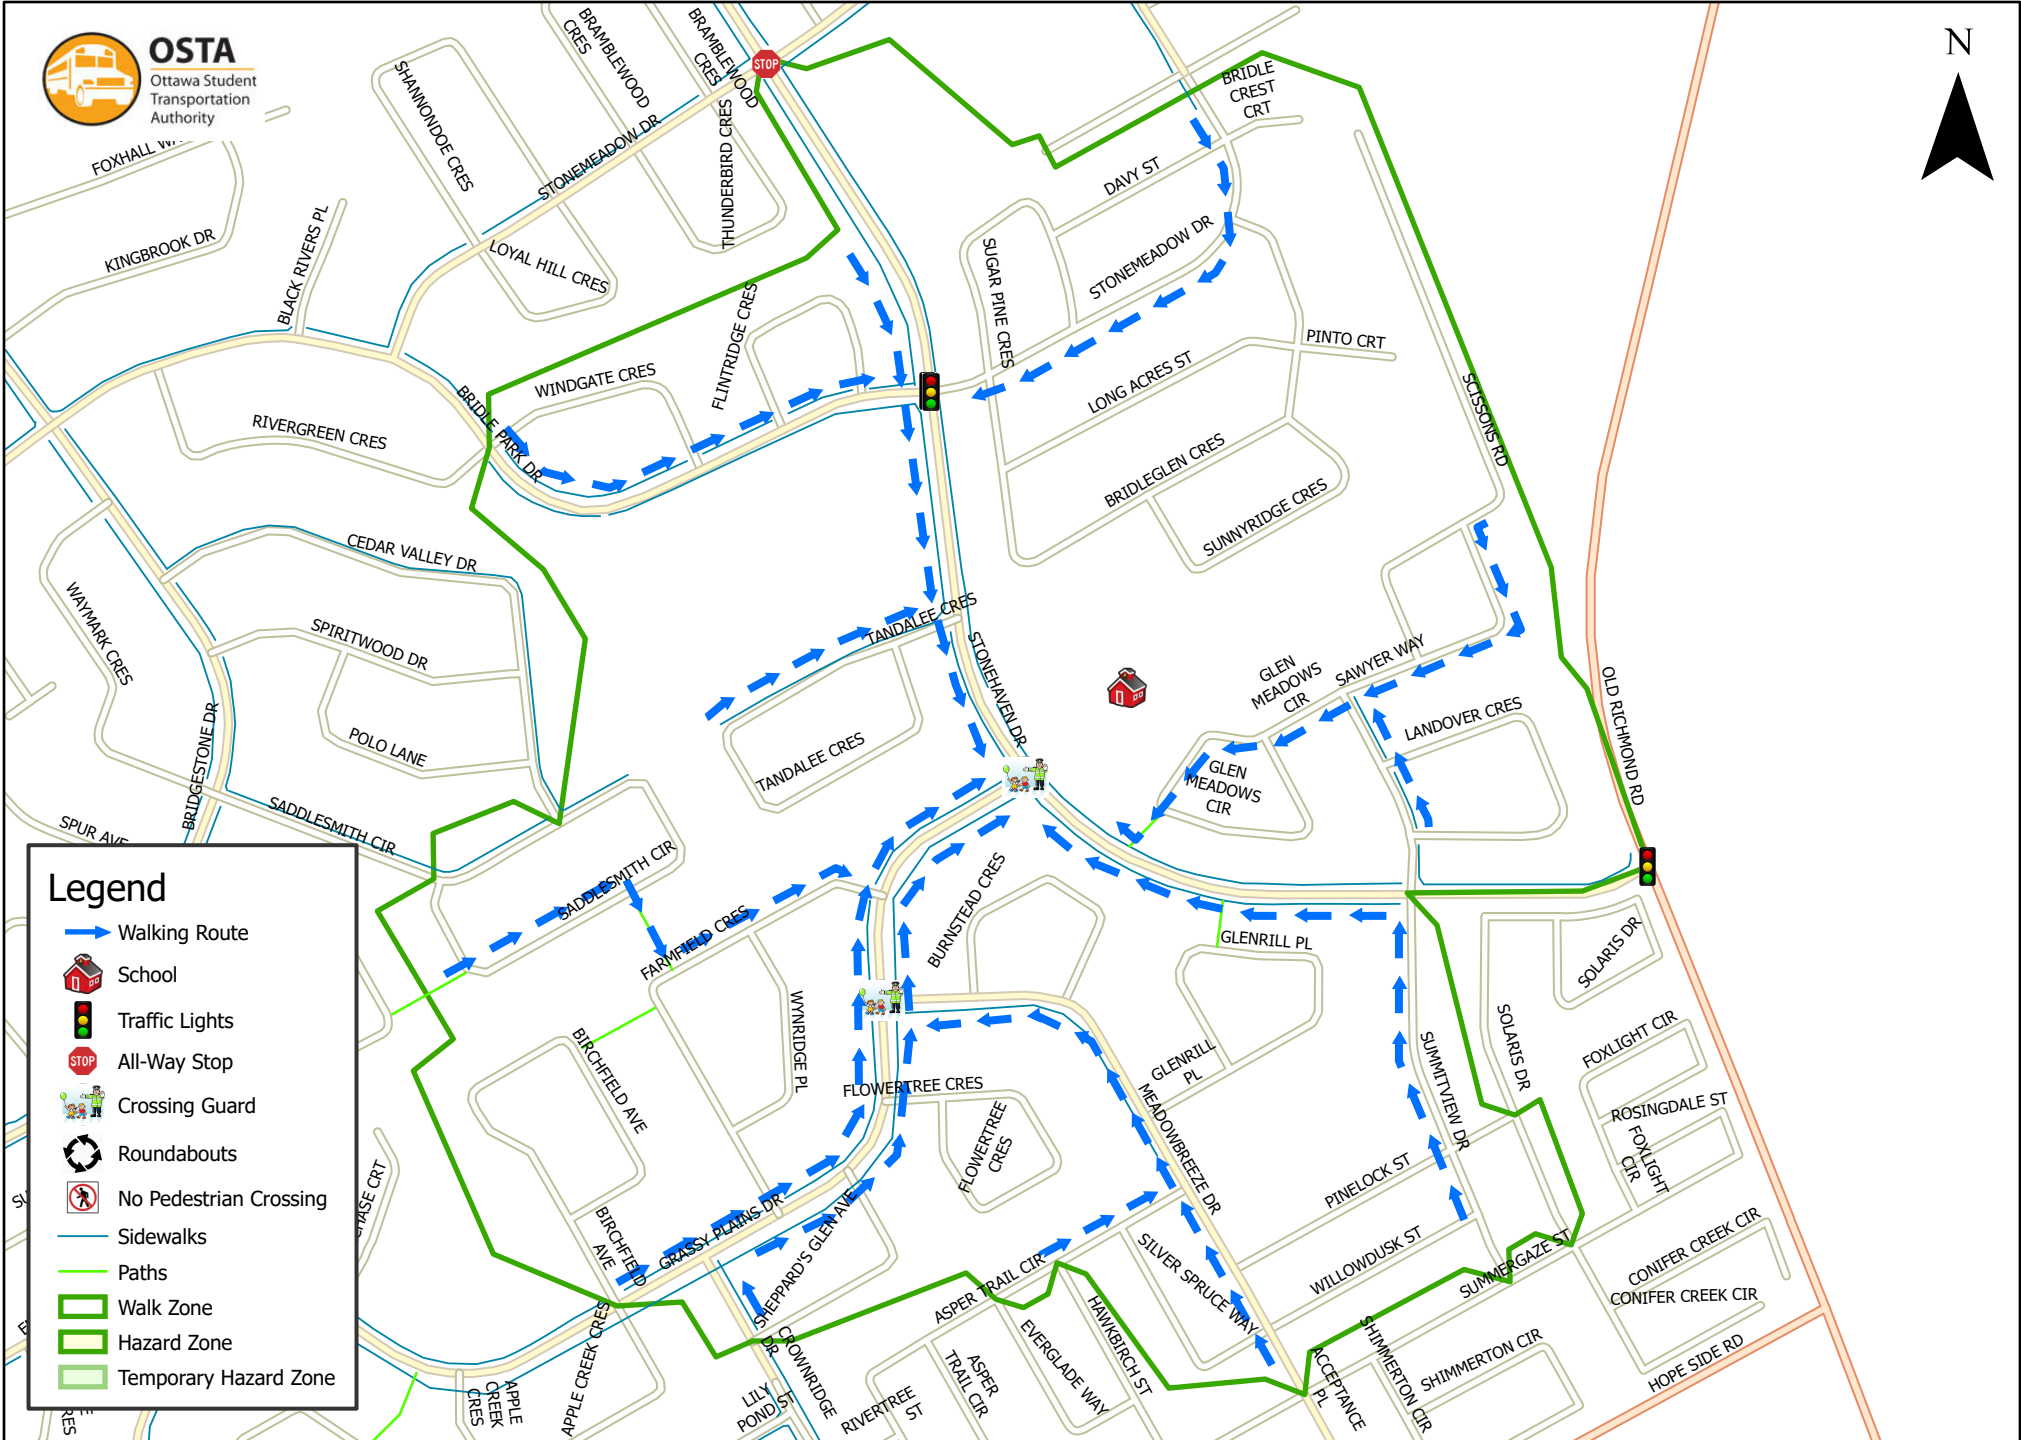 OSTA
Ottawa Student
Transportation
Authority
N
BRAMBLEWOOD
CRES
BRAMBLEWOOD
CRES
SHANNONDOE CRES
STONEMEADOW DR
THUNDERBIRD CRES
LOYAL HILL CRES
KINGBROOK DR
BLACK RIVERS PL
BRIDLE
CREST
CRT
DAVY ST
STONEMEADOW DR
SUGAR PINE CRES
PINTO CRT
LONG ACRES ST
SCISSONS RD
BRIDLEGLEN CRES
SUNNYRIDGE CRES
FLINTRIDGE CRES
WINDGATE CRES
BRIDLE PARK DR
RIVERGREEN CRES
CEDAR VALLEY DR
WAYMARK CRES
SPIRITWOOD DR
POLO LANE
BRIDGESTONE DR
SADDLESMITH CIR
SPUR AVE
TANDALEE CRES
TANDALEE CRES
STONEHAVEN DR
GLEN
MEADOWS
CIR
SAWYER WAY
LANDOVER CRES
GLEN
MEADOWS
CIR
OLD RICHMOND RD
SADDLESMITH CIR
FARMFIELD CRES
BURNSTEAD CRES
GLENRILL PL
SOLARIS DR
SOLARIS DR
WYNRIDGE PL
BIRCHFIELD AVE
FLOWERTREE CRES
FLOWERTREE
CRES
GLENRILL
PL
MEADOWBREEZE DR
SUMMITVIEW DR
FOXLIGHT CIR
ROSINGDALE ST
FOXLIGHT
CIR
PINELOCK ST
WILLOWDUSK ST
SUMMERGAZE ST
CONIFER CREEK CIR
CONIFER CREEK CIR
HOPE SIDE RD
SHIMMERTON CIR
SHIMMERTON CIR
ACCEPTANCE
PL
SILVER SPRUCE WAY
HAWKBIRCH ST
EVERGLADE WAY
ASPER TRAIL CIR
ASPER
TRAIL CIR
RIVERTREE
ST
LILY
POND ST
CROWNRIDGE
DR
SHEPPARD'S GLEN AVE
GRASSY PLAINS DR
BIRCHFIELD
AVE
APPLE CREEK CRES
APPLE
CREEK
CRES
Legend
Walking Route
School
Traffic Lights
STOP
All-Way Stop
Crossing Guard
Roundabouts
No Pedestrian Crossing
Sidewalks
Paths
Walk Zone
Hazard Zone
Temporary Hazard Zone
STOP